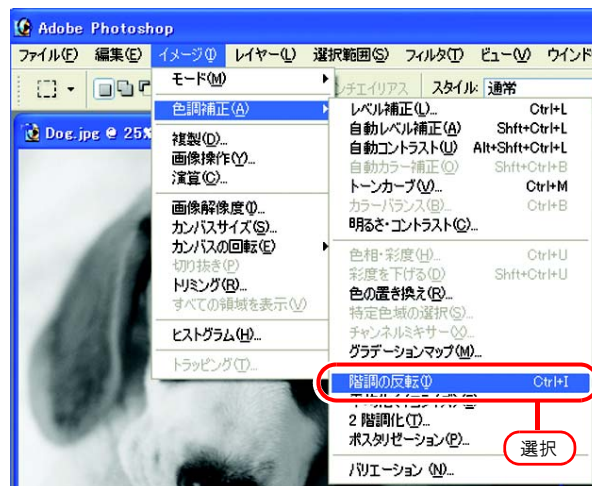 Adobe Photoshop
ファイル(F) 編集(E) イメージ(I) レイヤー(L) 選択範囲(S) フィルタ(T) ビュー(V) ウインド
ンチエイリアス スタイル: 通常
Dog.jpg @ 25%
モード(M)
色調補正(A)
複製(D)...
画像操作(Y)...
演算(C)...
画像解像度(I)...
カンバスサイズ(S)...
カンバスの回転(E)
切り抜き(P)
トリミング(R)...
すべての領域を表示(V)
ヒストグラム(H)...
トラッピング(T)...
レベル補正(L)... Ctrl+L
自動レベル補正(A) Shft+Ctrl+L
自動コントラスト(U) Alt+Shft+Ctrl+L
自動カラー補正(O) Shft+Ctrl+B
トーンカーブ(V)... Ctrl+M
カラーバランス(B)... Ctrl+B
明るさ・コントラスト(C)...
色相・彩度(H)... Ctrl+U
彩度を下げる(D) Shft+Ctrl+U
色の置き換え(R)...
特定色域の選択(S)...
チャンネルミキサー(X)...
グラデーションマップ(M)...
階調の反転(I) Ctrl+I
2 階調化(T)...
ポスタリゼーション(P)...
バリエーション (N)...
選択